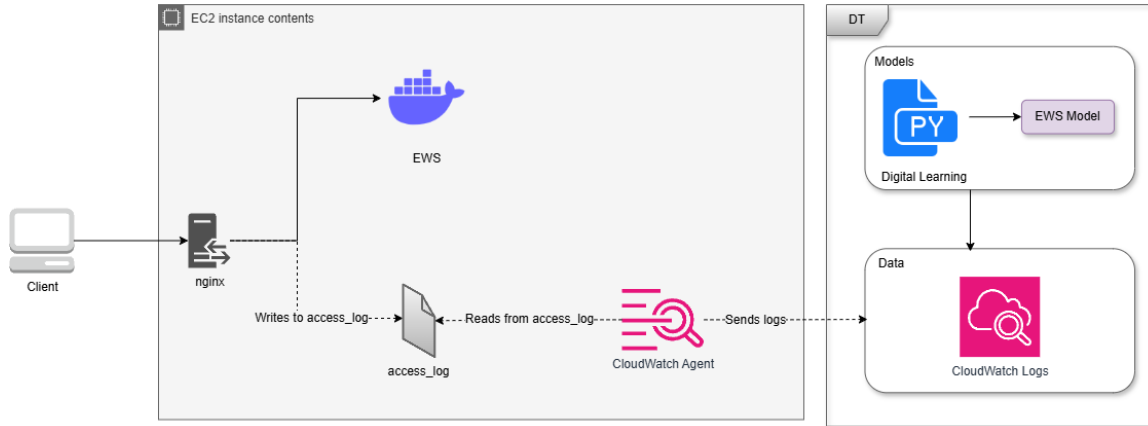 EC2 instance contents
EWS
Client
nginx
Writes to access_log
access_log
Reads from access_log
CloudWatch Agent
Sends logs
DT
Models
PY
EWS Model
Digital Learning
Data
CloudWatch Logs